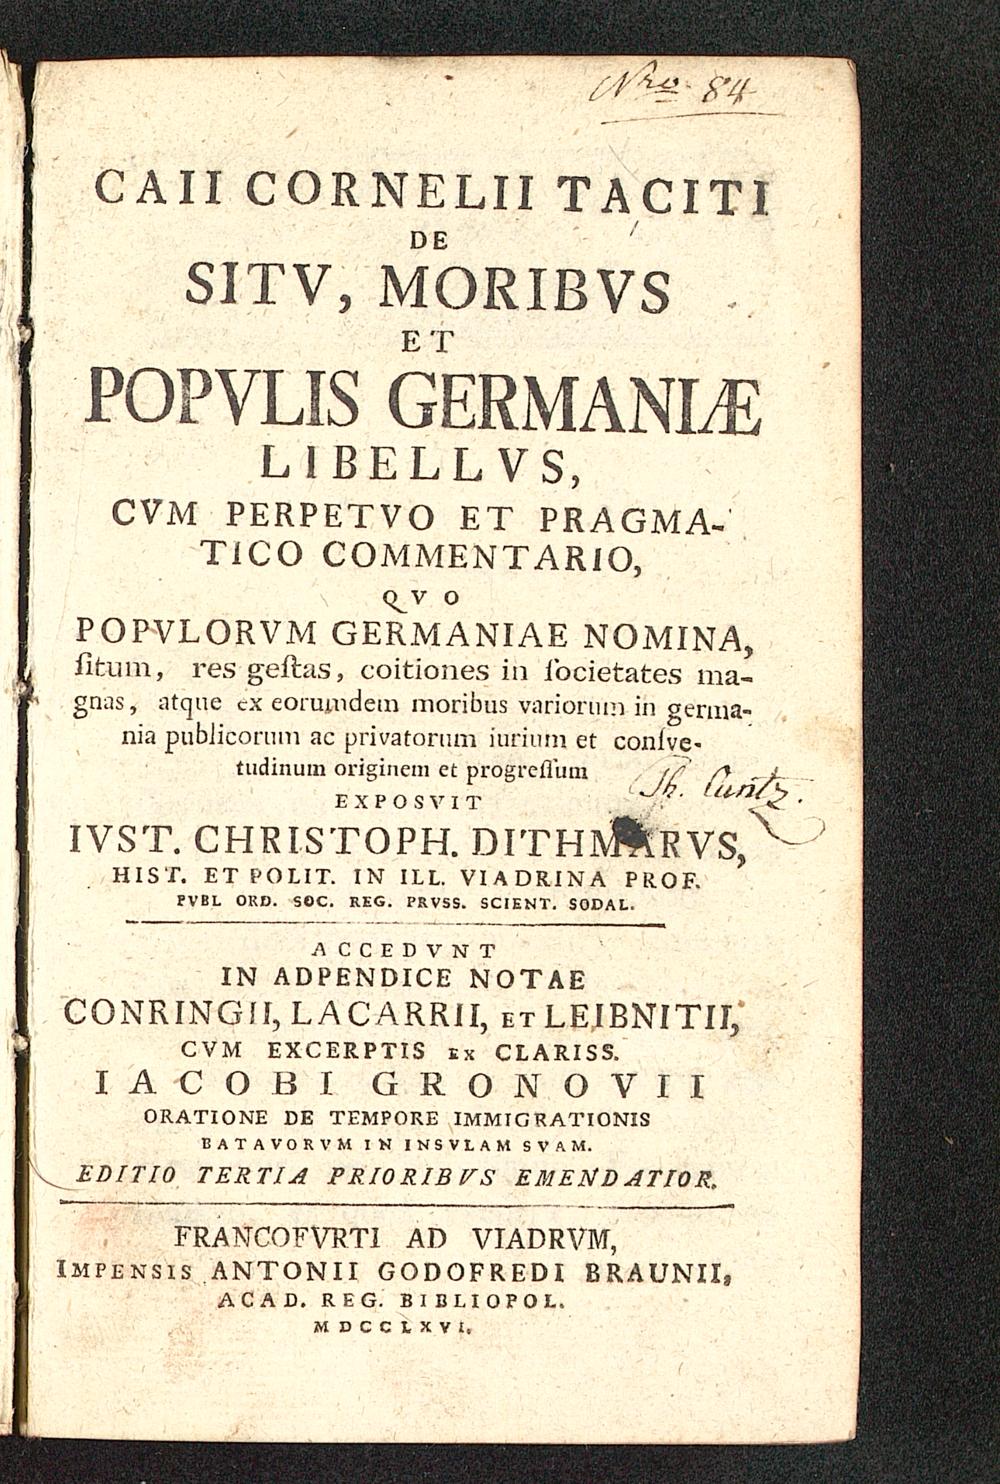 Nro. 84
CAII CORNELII TACITI
DE
SITV, MORIBVS
ET
POPVLIS GERMANIÆ
LIBELLVS,
CVM PERPETVO ET PRAGMA-
TICO COMMENTARIO,
QVO
POPVLORVM GERMANIAE NOMINA,
ſitum, res geſtas, coitiones in ſocietates ma-
gnas, atque ex eorumdem moribus variorum in germa-
nia publicorum ac privatorum iurium et conſve-
tudinum originem et progreſſum
Th. Cuntz.
EXPOSVIT
IVST. CHRISTOPH. DITHMARVS,
HIST. ET POLIT. IN ILL. VIADRINA PROF.
PVBL ORD. SOC. REG. PRVSS. SCIENT. SODAL.
ACCEDVNT
IN ADPENDICE NOTAE
CONRINGII, LACARRII, ET LEIBNITII,
CVM EXCERPTIS EX CLARISS.
IACOBI GRONOVII
ORATIONE DE TEMPORE IMMIGRATIONIS
BATAVORVM IN INSVLAM SVAM.
EDITIO TERTIA PRIORIBVS EMENDATIOR.
FRANCOFVRTI AD VIADRVM,
IMPENSIS ANTONII GODOFREDI BRAUNII,
ACAD. REG. BIBLIOPOL.
MDCCLXVI.